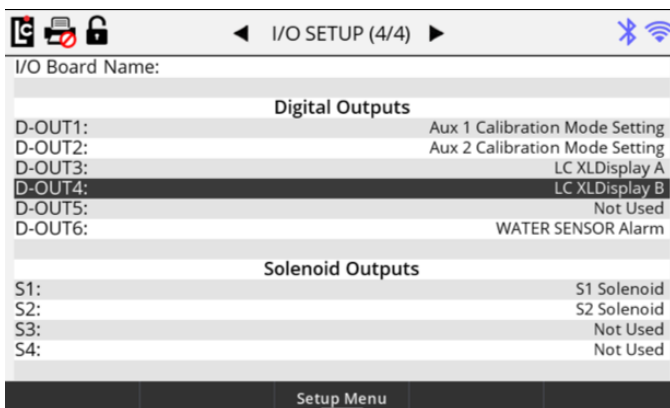 LC
I/O SETUP (4/4)
I/O Board Name:
Digital Outputs
D-OUT1: Aux 1 Calibration Mode Setting
D-OUT2: Aux 2 Calibration Mode Setting
D-OUT3: LC XLDisplay A
D-OUT4: LC XLDisplay B
D-OUT5: Not Used
D-OUT6: WATER SENSOR Alarm
Solenoid Outputs
S1: S1 Solenoid
S2: S2 Solenoid
S3: Not Used
S4: Not Used
Setup Menu